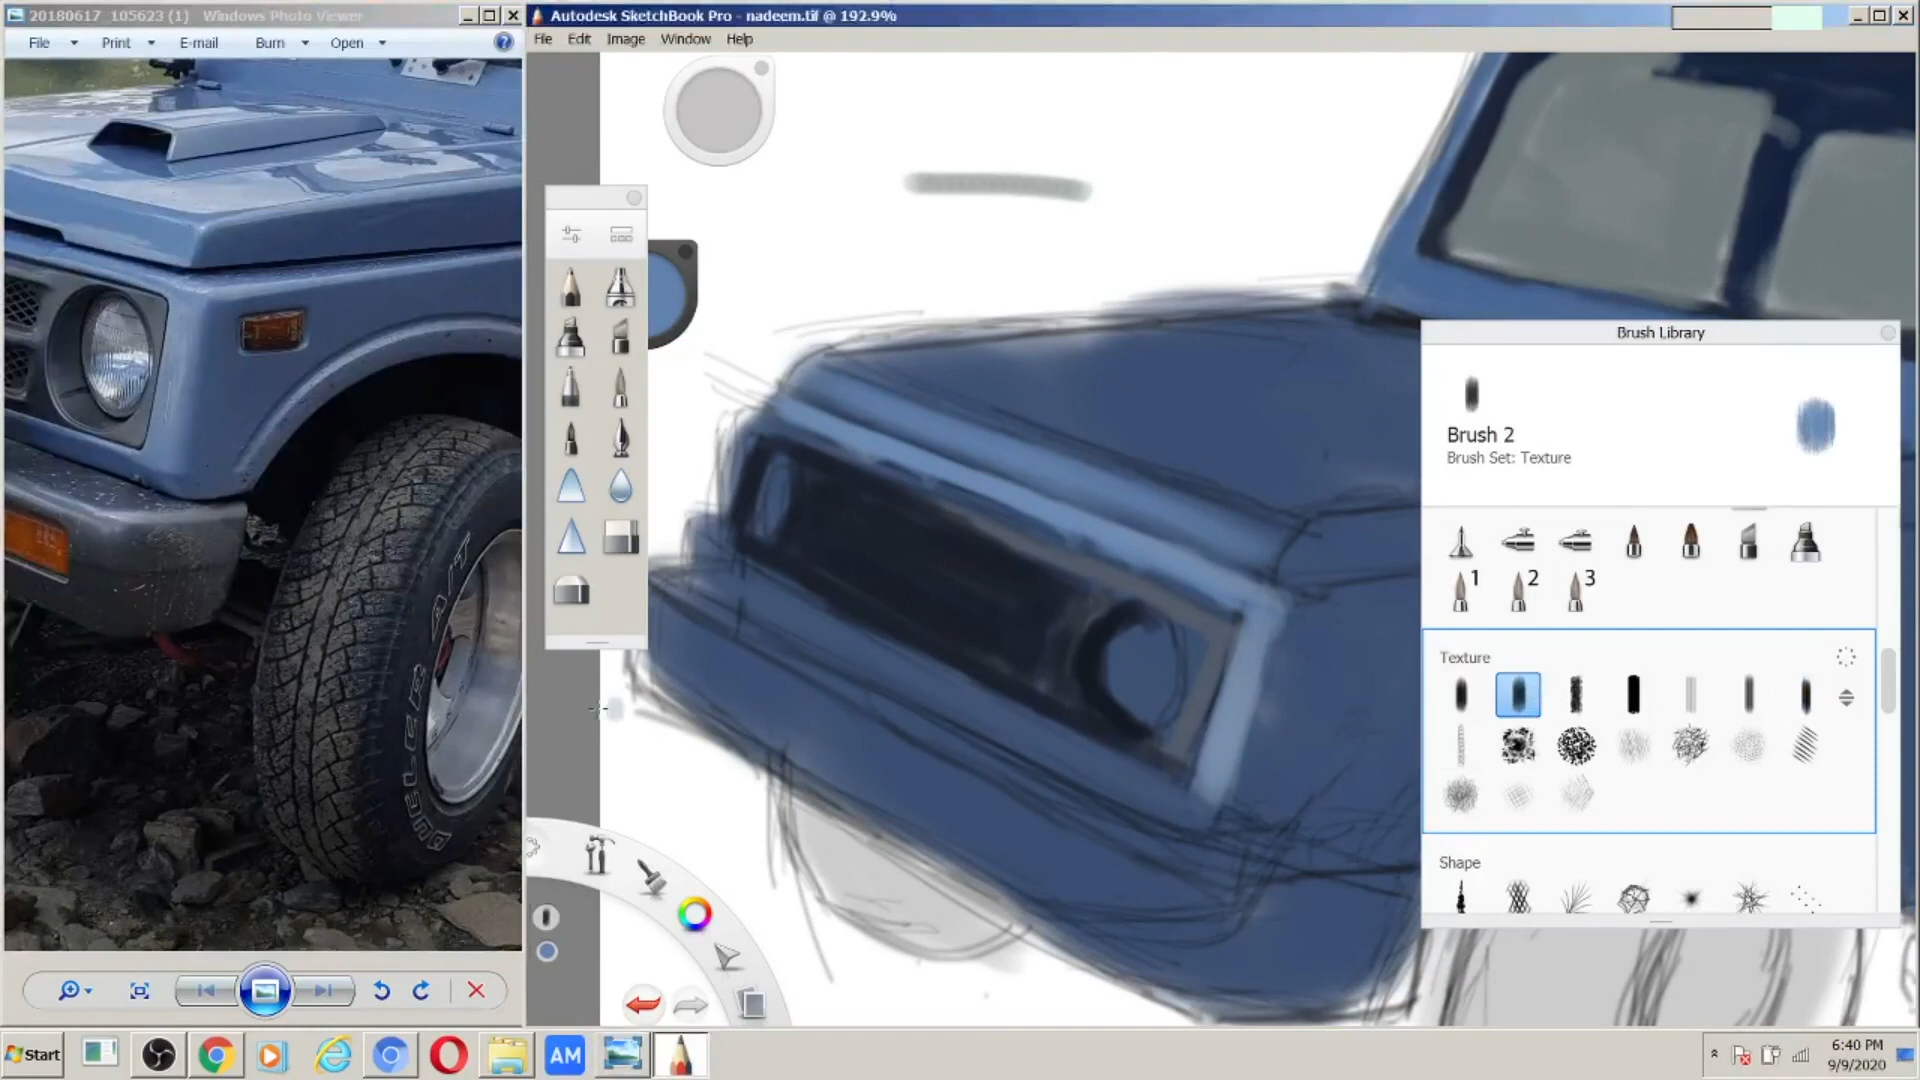 20180617_105623 (1) - Windows Photo Viewer
File Print E-mail Burn Open
Autodesk SketchBook Pro - nadeem.tif @ 192.9%
File Edit Image Window Help
Brush Library
Brush 2
Brush Set: Texture
1 2 3
Texture
Shape
DUELER A/T
Start
AM
6:40 PM
9/9/2020